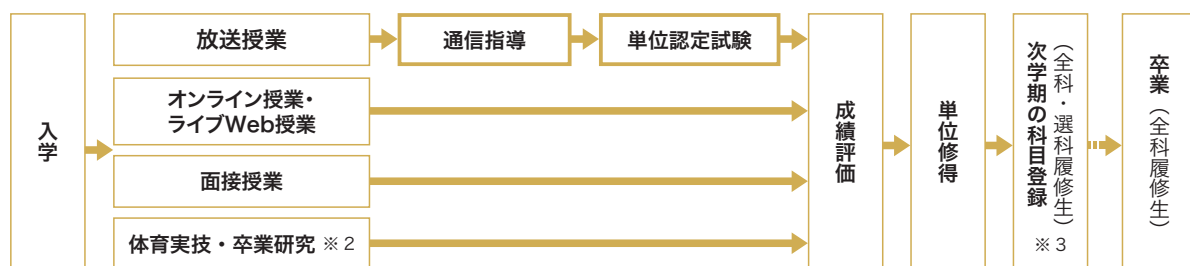 入学
放送授業
通信指導
単位認定試験
オンライン授業・
ライブWeb授業
面接授業
体育実技・卒業研究 ※2
成績評価
単位修得
次学期の科目登録
(全科・選科履修生)
※3
卒業(全科履修生)